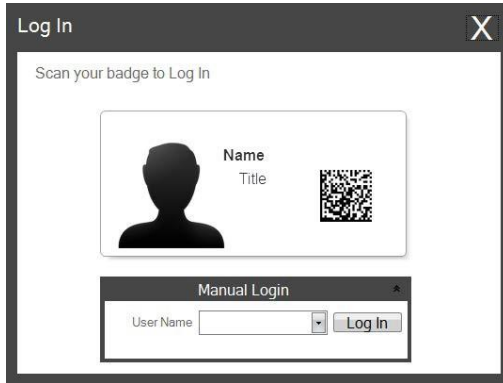 Log In
X
Scan your badge to Log In
Name
Title
Manual Login
User Name
Log In